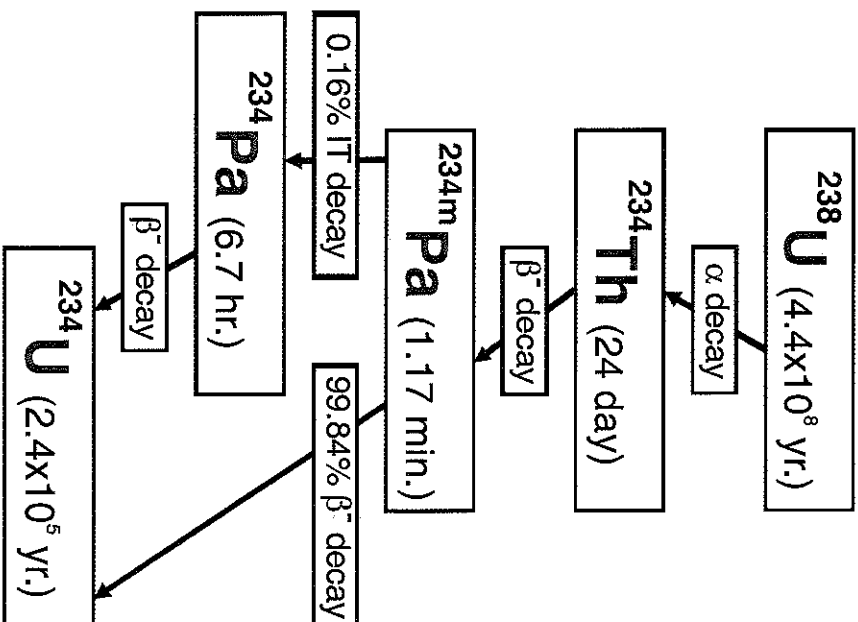 ²³⁸U (4.4x10⁸ yr.)
α decay
²³⁴Th (24 day)
β⁻ decay
²³⁴ᵐPa (1.17 min.)
0.16% IT decay
99.84% β⁻ decay
²³⁴Pa (6.7 hr.)
β⁻ decay
²³⁴U (2.4x10⁵ yr.)